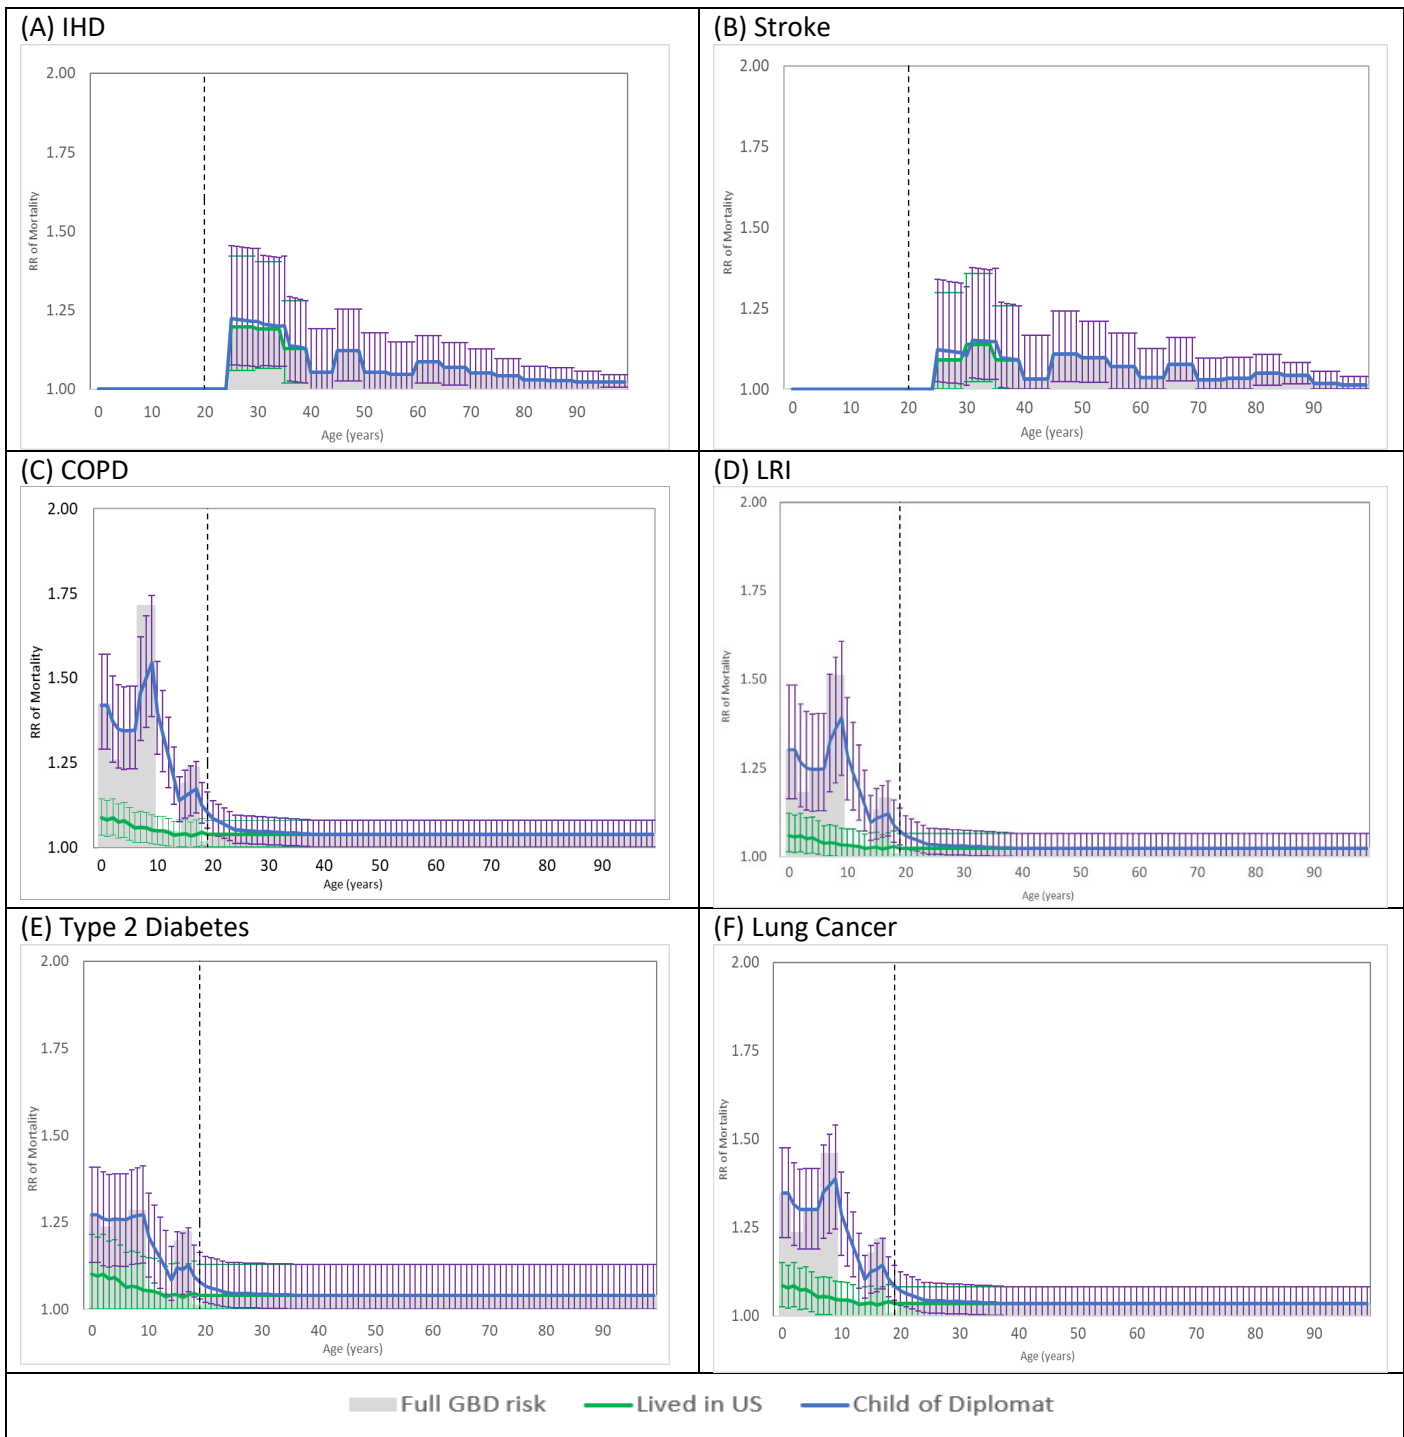 (A) IHD
2.00
1.75
1.50
1.25
1.00
RR of Mortality
0 10 20 30 40 50 60 70 80 90
Age (years)
(B) Stroke
2.00
1.75
1.50
1.25
1.00
RR of Mortality
0 10 20 30 40 50 60 70 80 90
Age (years)
(C) COPD
2.00
1.75
1.50
1.25
1.00
RR of Mortality
0 10 20 30 40 50 60 70 80 90
Age (years)
(D) LRI
2.00
1.75
1.50
1.25
1.00
RR of Mortality
0 10 20 30 40 50 60 70 80 90
Age (years)
(E) Type 2 Diabetes
2.00
1.75
1.50
1.25
1.00
RR of Mortality
0 10 20 30 40 50 60 70 80 90
Age (years)
(F) Lung Cancer
2.00
1.75
1.50
1.25
1.00
RR of Mortality
0 10 20 30 40 50 60 70 80 90
Age (years)
Full GBD risk Lived in US Child of Diplomat